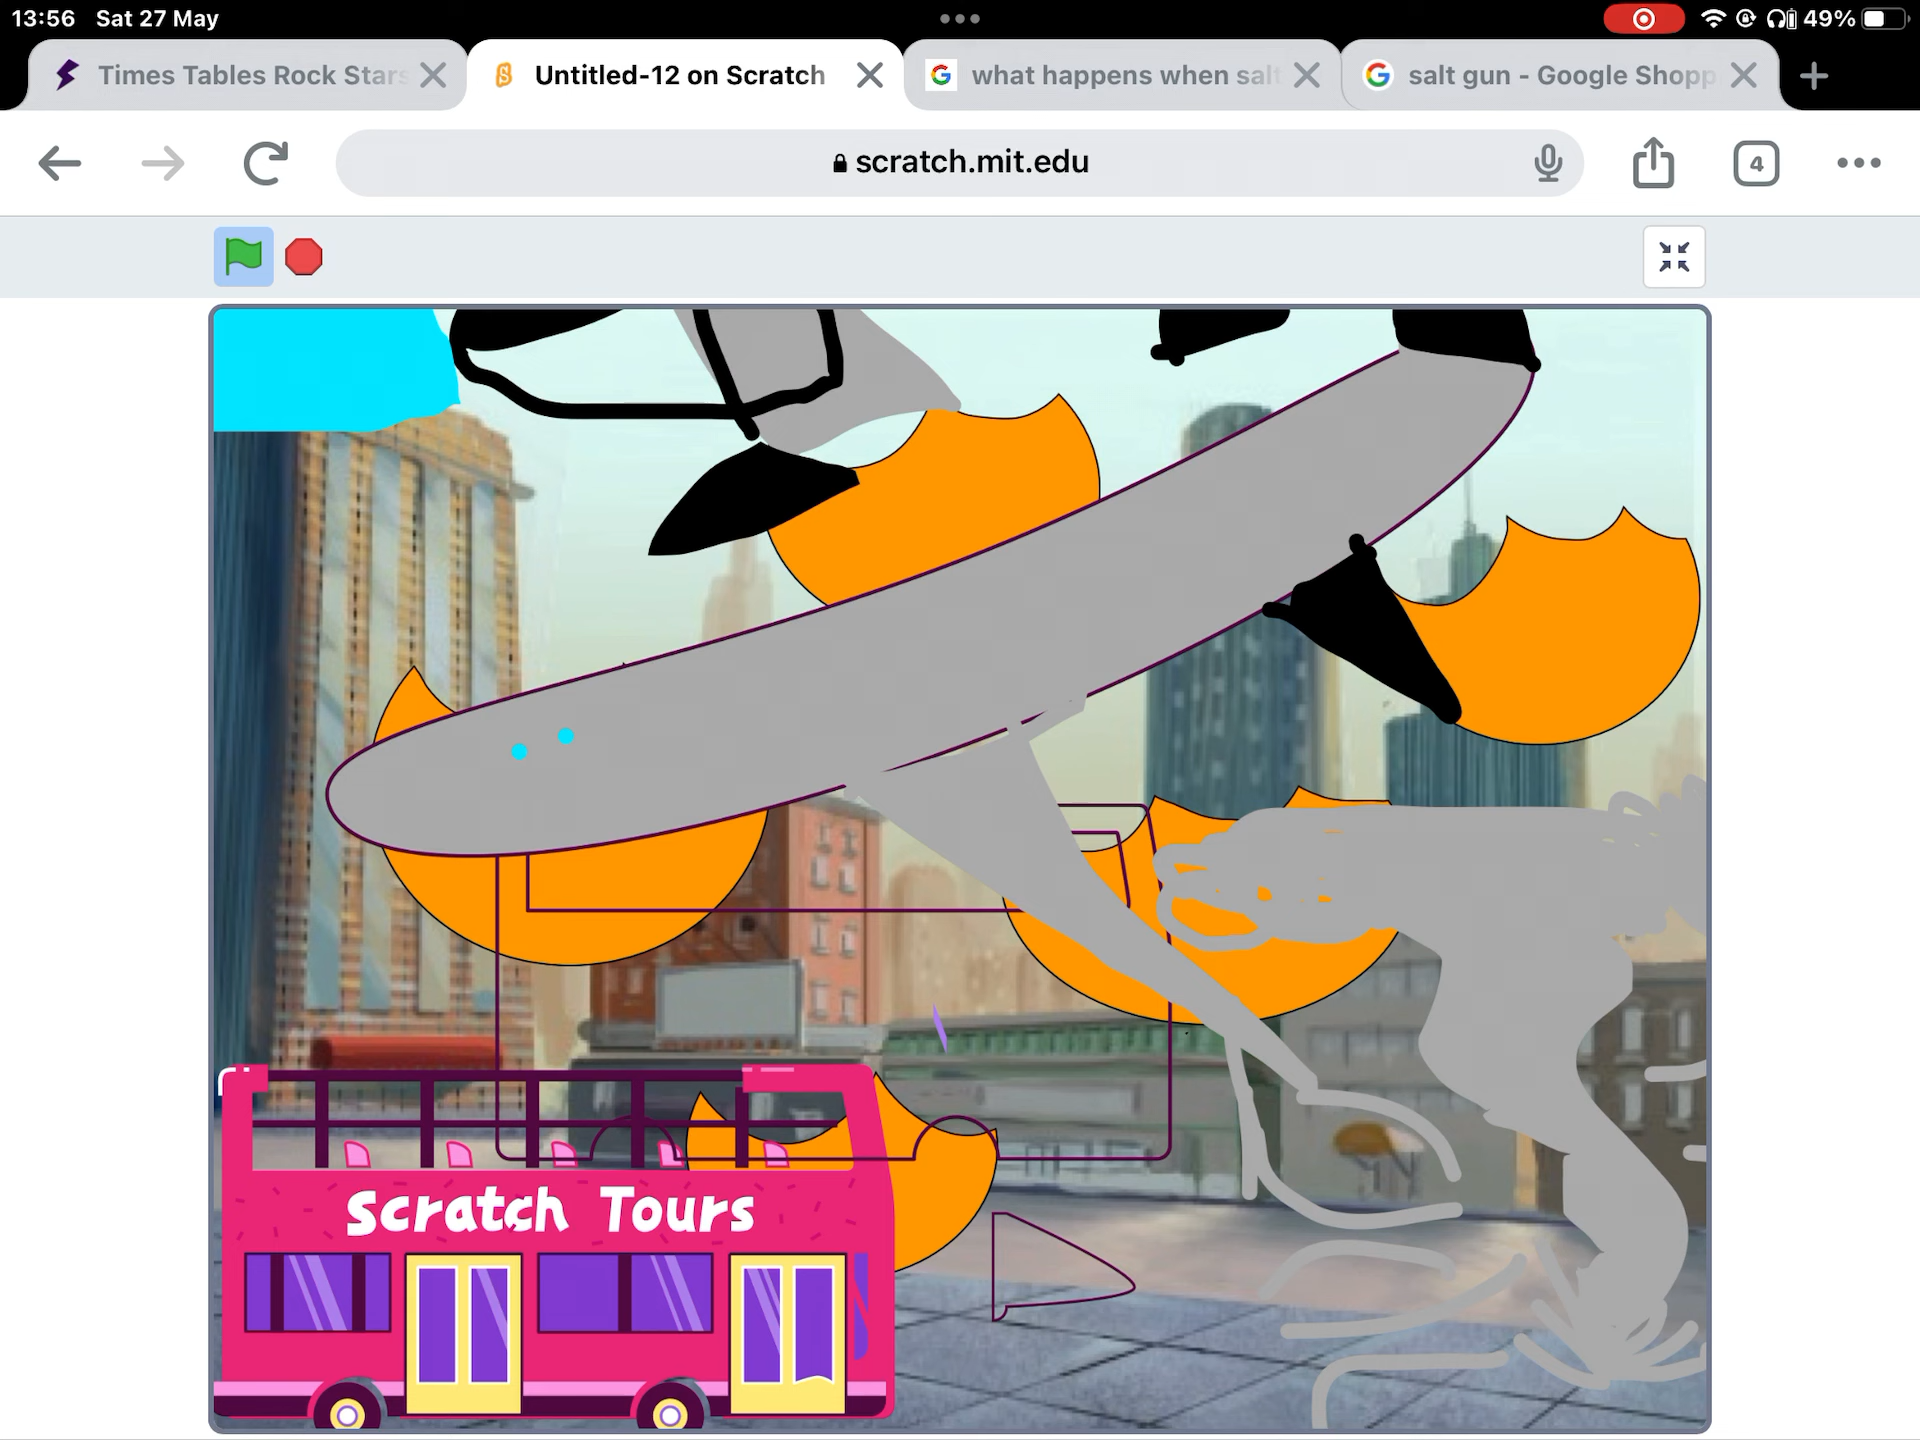 13:56 Sat 27 May
49%
Times Tables Rock Stars
Untitled-12 on Scratch
what happens when salt
salt gun - Google Shopp
scratch.mit.edu
4
Scratch Tours